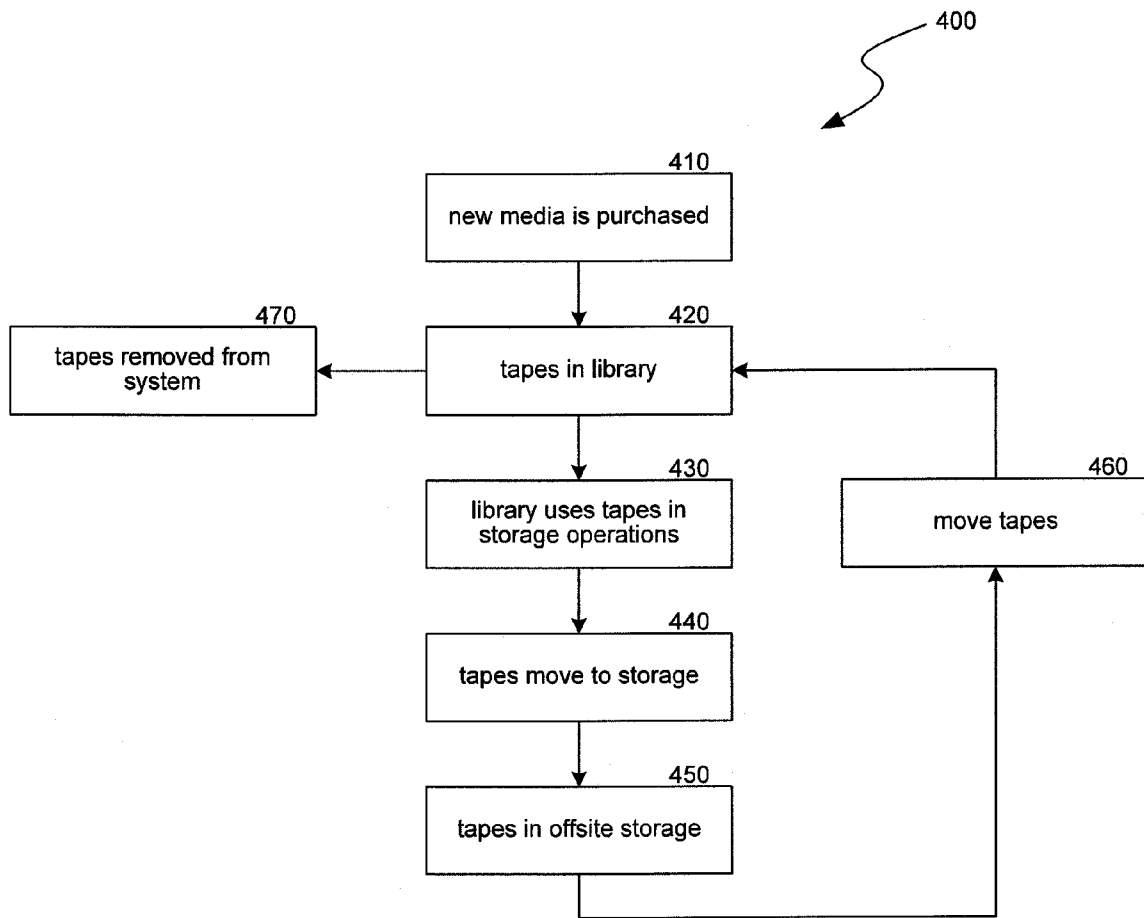 400
410
new media is purchased
470
tapes removed from
system
420
tapes in library
430
library uses tapes in
storage operations
460
move tapes
440
tapes move to storage
450
tapes in offsite storage